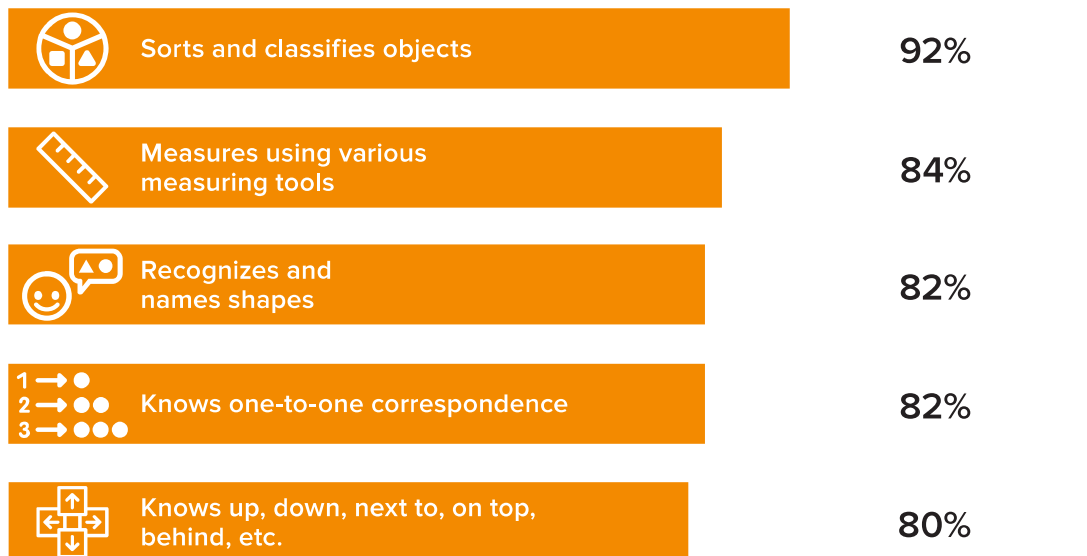 Sorts and classifies objects
92%
Measures using various
measuring tools
84%
Recognizes and
names shapes
82%
1
2
3
Knows one-to-one correspondence
82%
Knows up, down, next to, on top,
behind, etc.
80%